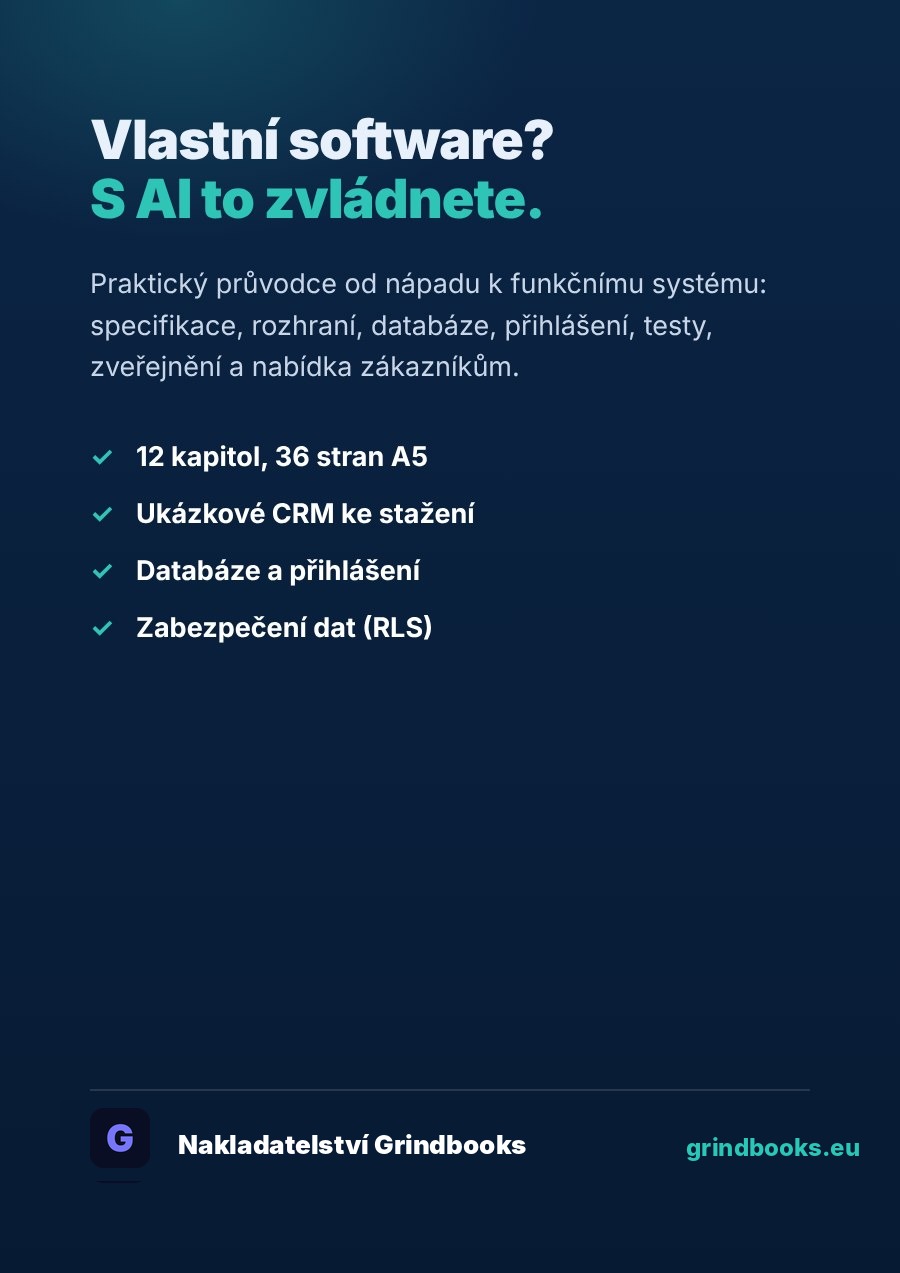 Vlastní software?
S AI to zvládnete.
Praktický průvodce od nápadu k funkčnímu systému:
specifikace, rozhraní, databáze, přihlášení, testy,
zveřejnění a nabídka zákazníkům.
✓ 12 kapitol, 36 stran A5
✓ Ukázkové CRM ke stažení
✓ Databáze a přihlášení
✓ Zabezpečení dat (RLS)
G Nakladatelství Grindbooks grindbooks.eu